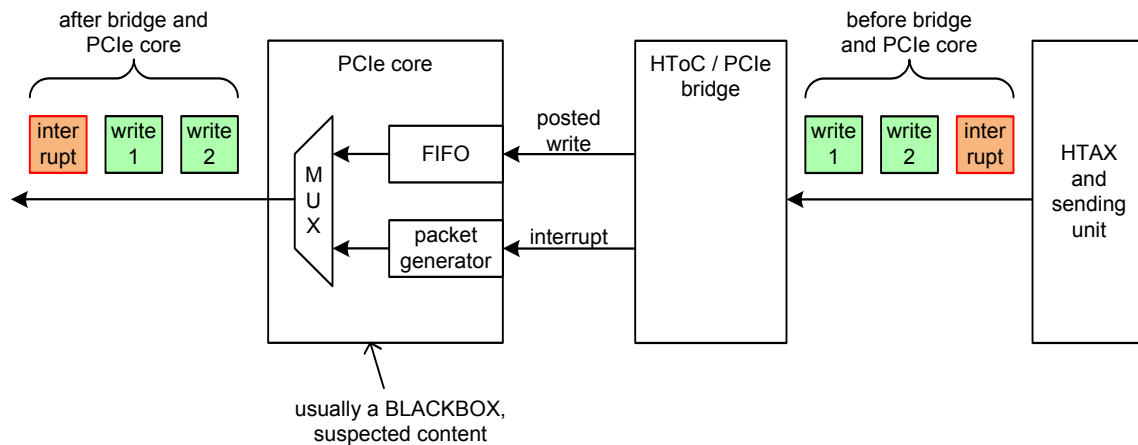 after bridge and
PCIe core
before bridge
and PCIe core
PCIe core
HToC / PCIe
bridge
inter
rupt
write
1
write
2
M
U
X
FIFO
posted
write
packet
generator
interrupt
write
1
write
2
inter
rupt
HTAX
and
sending
unit
usually a BLACKBOX,
suspected content